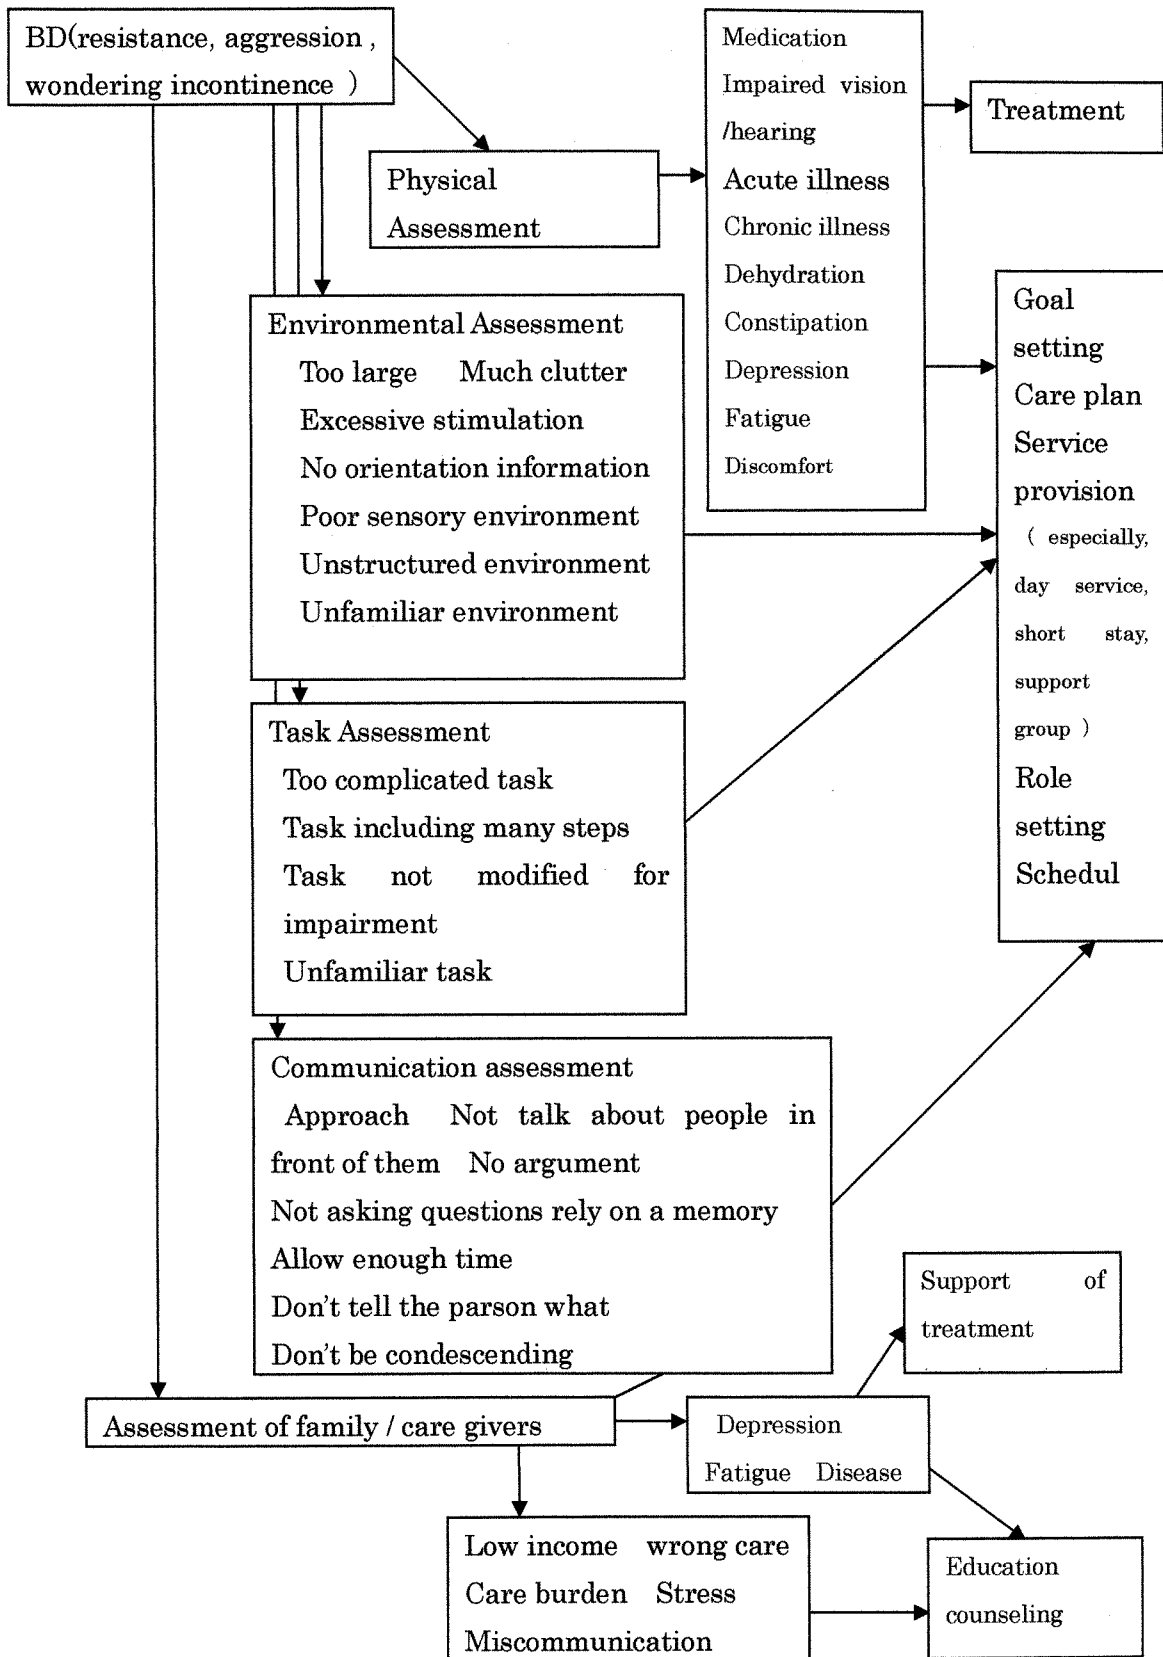 BD(resistance, aggression ,
wondering incontinence )
Physical
Assessment
Medication
Impaired vision
/hearing
Acute illness
Chronic illness
Dehydration
Constipation
Depression
Fatigue
Discomfort
Treatment
Environmental Assessment
Too large Much clutter
Excessive stimulation
No orientation information
Poor sensory environment
Unstructured environment
Unfamiliar environment
Goal
setting
Care plan
Service
provision
( especially,
day service,
short stay,
support
group )
Role
setting
Schedul
Task Assessment
Too complicated task
Task including many steps
Task not modified for
impairment
Unfamiliar task
Communication assessment
Approach Not talk about people in
front of them No argument
Not asking questions rely on a memory
Allow enough time
Don't tell the parson what
Don't be condescending
Support of
treatment
Assessment of family / care givers
Depression
Fatigue Disease
Low income wrong care
Care burden Stress
Miscommunication
Education
counseling